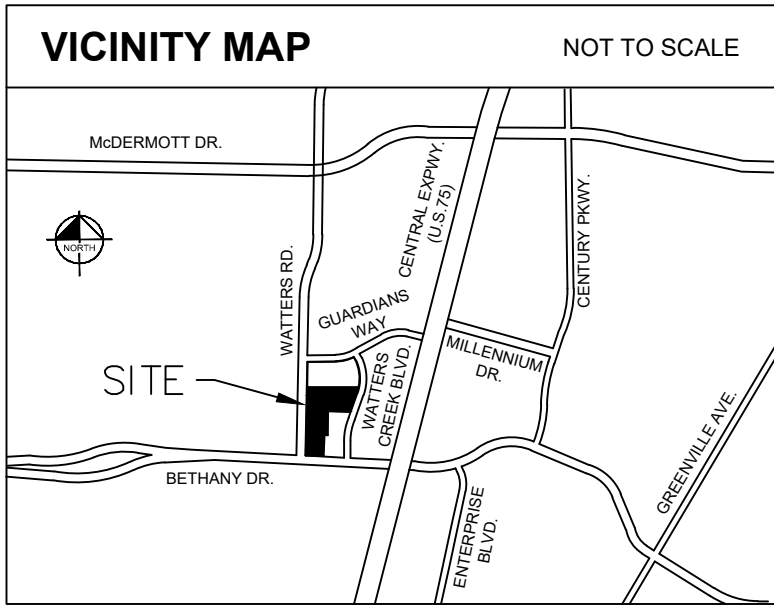 VICINITY MAP
NOT TO SCALE
McDERMOTT DR.
CENTRAL EXPWY.
(U.S.75)
CENTURY PKWY.
NORTH
WATTERS RD.
GUARDIANS
WAY
MILLENNIUM
DR.
WATTERS
CREEK BLVD.
SITE
GREENVILLE AVE.
BETHANY DR.
ENTERPRISE
BLVD.